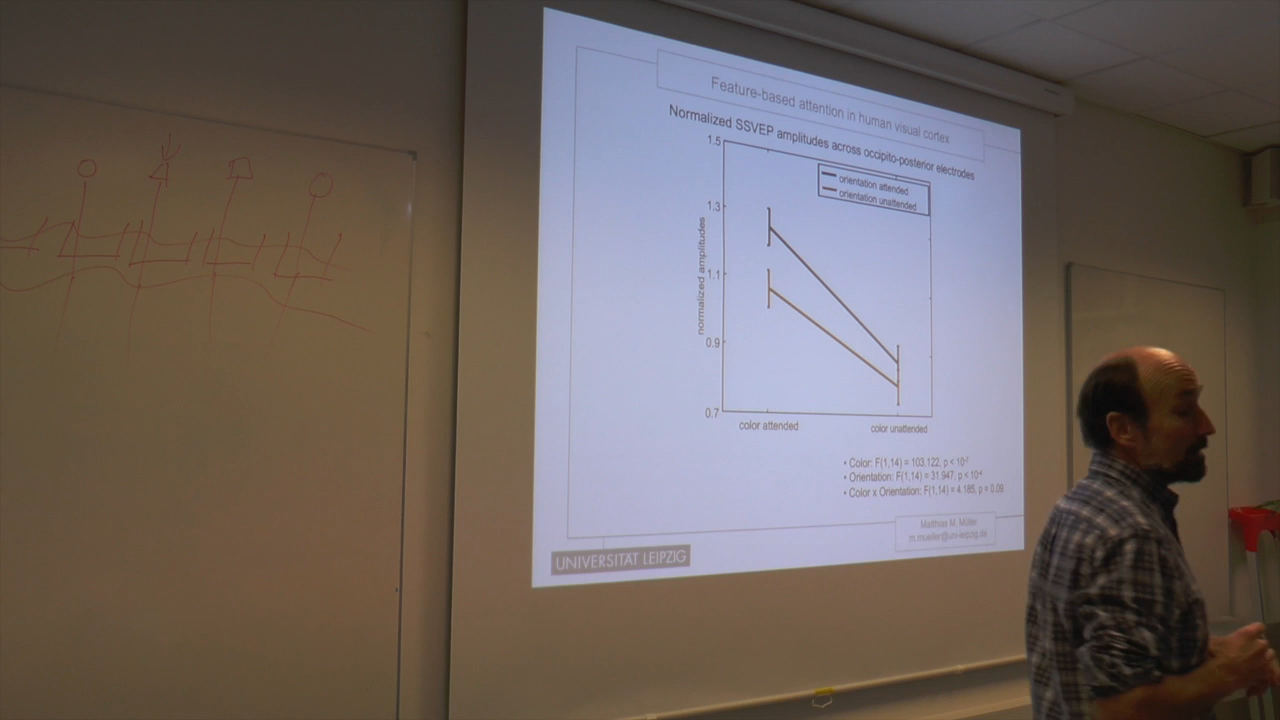 Feature-based attention in human visual cortex
Normalized SSVEP amplitudes across occipito-posterior electrodes
1.5
1.3
1.1
0.9
0.7
normalized amplitudes
orientation attended
orientation unattended
color attended
color unattended
• Color: F(1,14) = 103.122, p < 10⁻⁷
• Orientation: F(1,14) = 31.947, p < 10⁻⁴
• Color x Orientation: F(1,14) = 4.185, p = 0.09
Matthias M. Müller
m.mueller@uni-leipzig.de
UNIVERSITÄT LEIPZIG